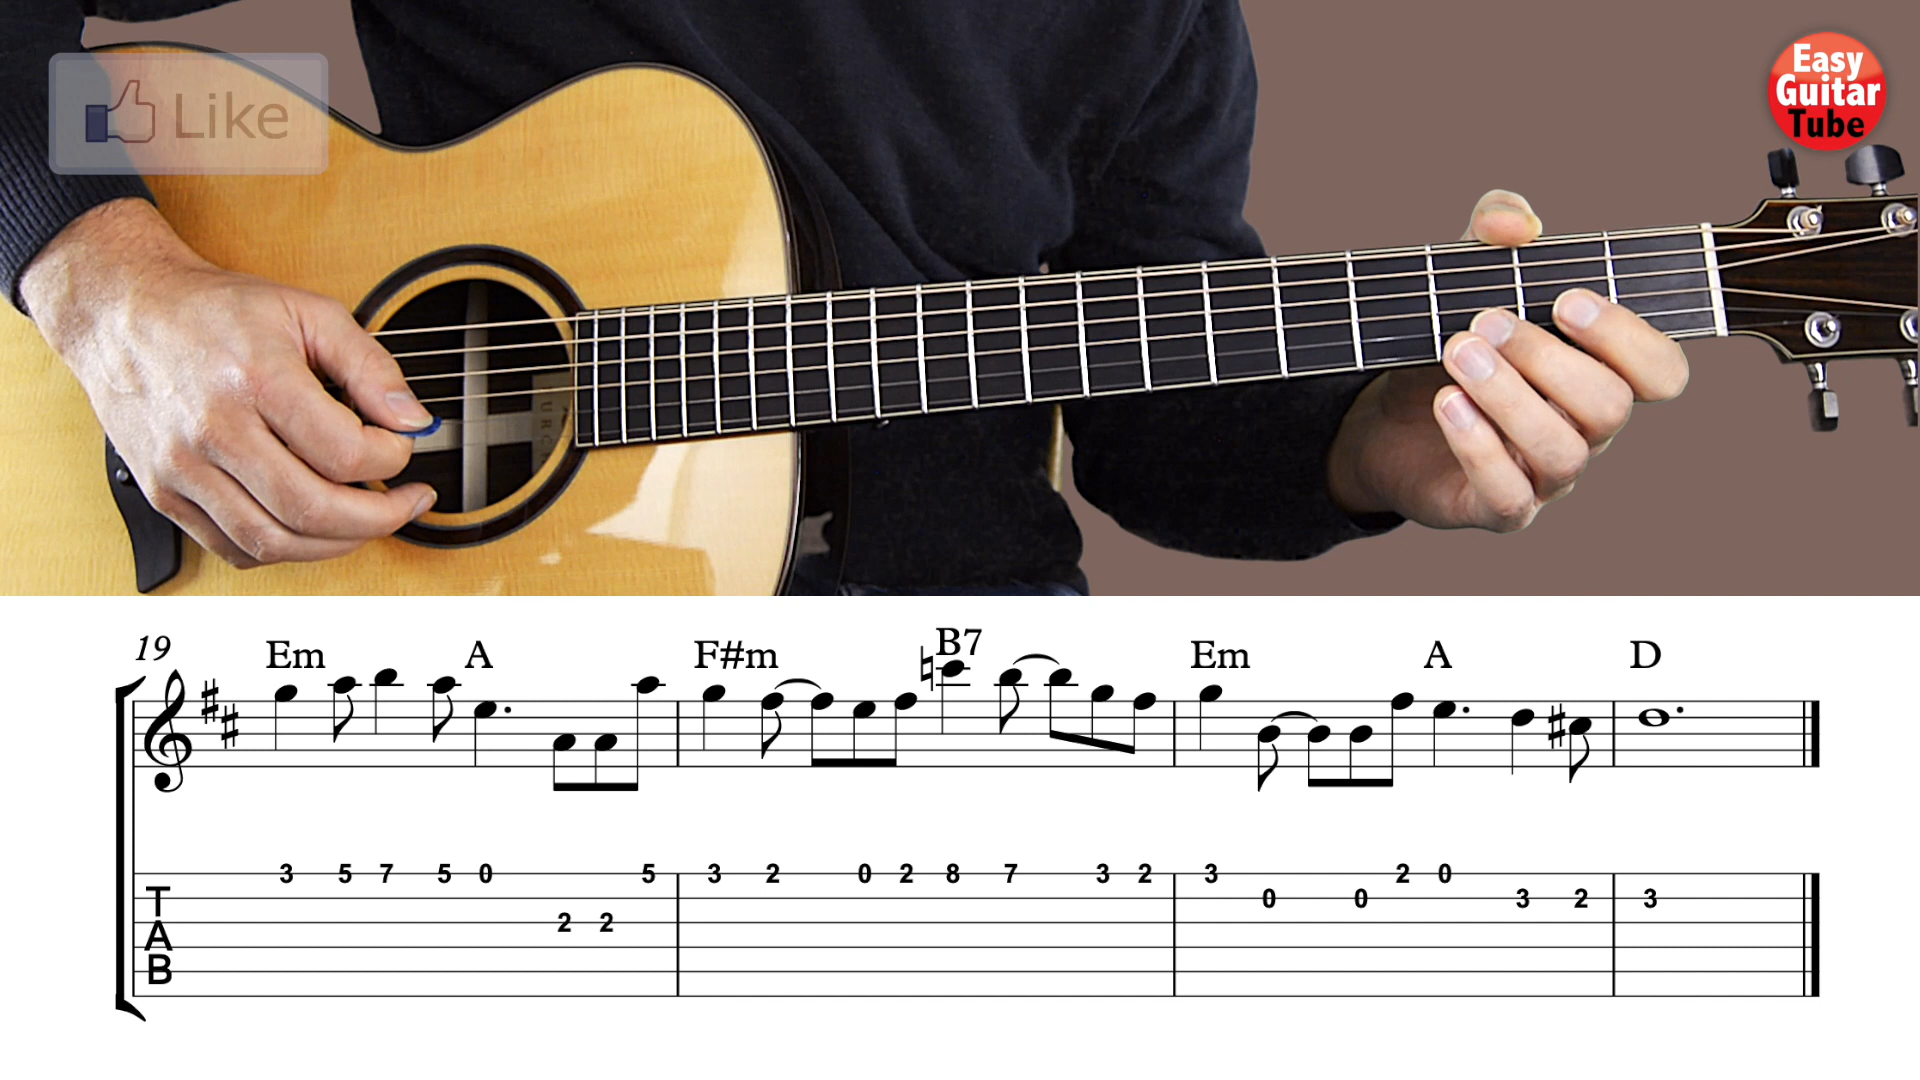 Like
Easy
Guitar
Tube
19 Em A F#m B7 Em A D
3 5 7 5 0 5 3 2 0 2 8 7 3 2 3 2 0
T 0 0 3 2 3
2 2
A
B